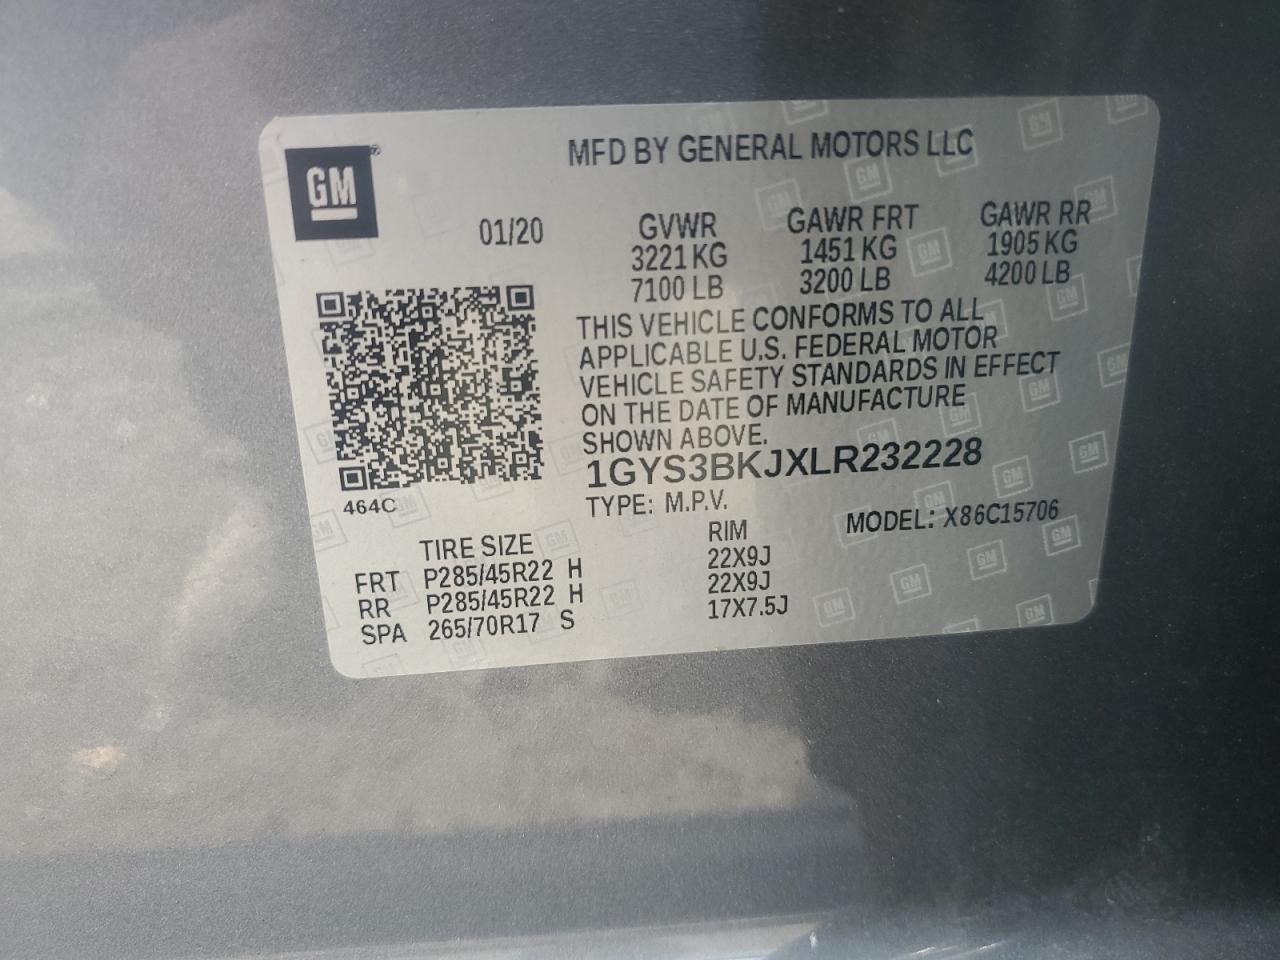 GM®
MFD BY GENERAL MOTORS LLC
01/20
GVWR GAWR FRT GAWR RR
3221 KG 1451 KG 1905 KG
7100 LB 3200 LB 4200 LB
THIS VEHICLE CONFORMS TO ALL
APPLICABLE U.S. FEDERAL MOTOR
VEHICLE SAFETY STANDARDS IN EFFECT
ON THE DATE OF MANUFACTURE
SHOWN ABOVE.
1GYS3BKJXLR232228
464C
TYPE: M.P.V. MODEL: X86C15706
TIRE SIZE RIM
FRT P285/45R22 H 22X9J
RR P285/45R22 H 22X9J
SPA 265/70R17 S 17X7.5J